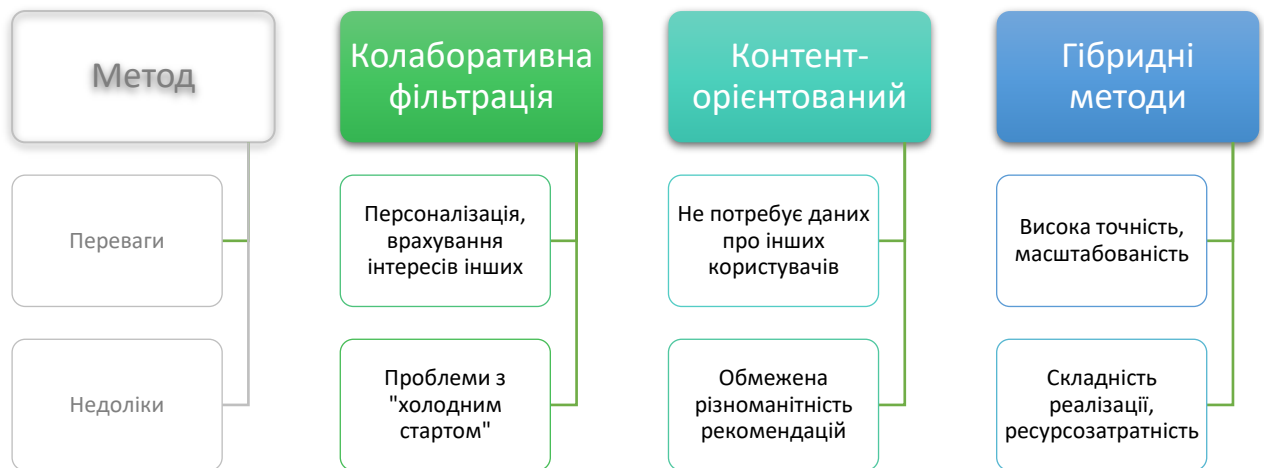 Метод
Колаборативна
фільтрація
Контент-
орієнтований
Гібридні
методи
Переваги
Персоналізація,
врахування
інтересів інших
Не потребує даних
про інших
користувачів
Висока точність,
масштабованість
Недоліки
Проблеми з
"холодним
стартом"
Обмежена
різноманітність
рекомендацій
Складність
реалізації,
ресурсозатратність